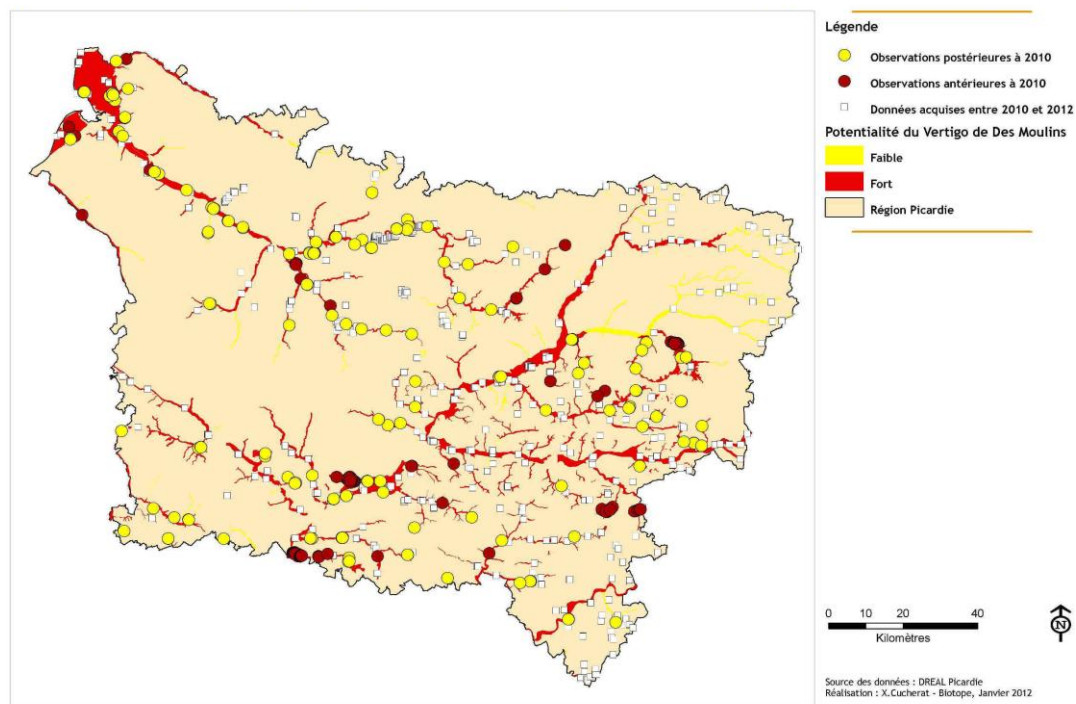 Légende
Observations postérieures à 2010
Observations antérieures à 2010
Données acquises entre 2010 et 2012
Potentialité du Vertigo de Des Moulins
Faible
Fort
Région Picardie
0 10 20 40
Kilomètres
N
Source des données : DREAL Picardie
Réalisation : X.Cucherat - Biotope, Janvier 2012